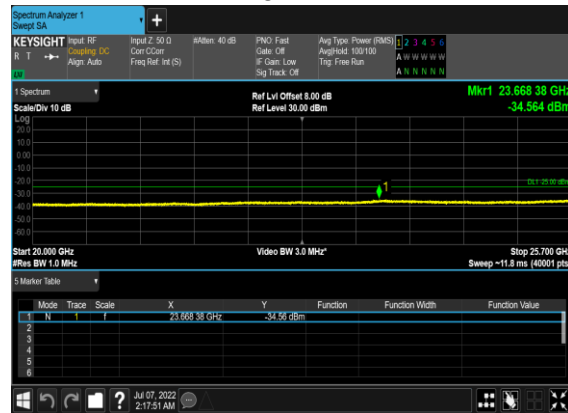 Spectrum Analyzer 1
Swept SA
+
KEYSIGHT Input: RF Input Z: 50 Ω #Atten: 40 dB PNO: Fast Avg Type: Power (RMS) 1 2 3 4 5 6
R T Coupling: DC Corr CCorr Gate: Off Avg|Hold: 100/100 A W W W W W
Align: Auto Freq Ref: Int (S) IF Gain: Low Trig: Free Run
LXI Sig Track: Off A N N N N N
1 Spectrum Ref Lvl Offset 8.00 dB Mkr1 23.668 38 GHz
Scale/Div 10 dB Ref Level 30.00 dBm -34.564 dBm
Log
20.0
10.0
0.00
-10.0
-20.0
1 DL1 -25.00 dBm
-30.0
-40.0
-50.0
-60.0
Start 20.000 GHz Video BW 3.0 MHz* Stop 25.700 GHz
#Res BW 1.0 MHz Sweep ~11.8 ms (40001 pts)
5 Marker Table
Mode Trace Scale X Y Function Function Width Function Value
1 N 1 f 23.668 38 GHz -34.56 dBm
2
3
4
5
6
? Jul 07, 2022
2:17:51 AM